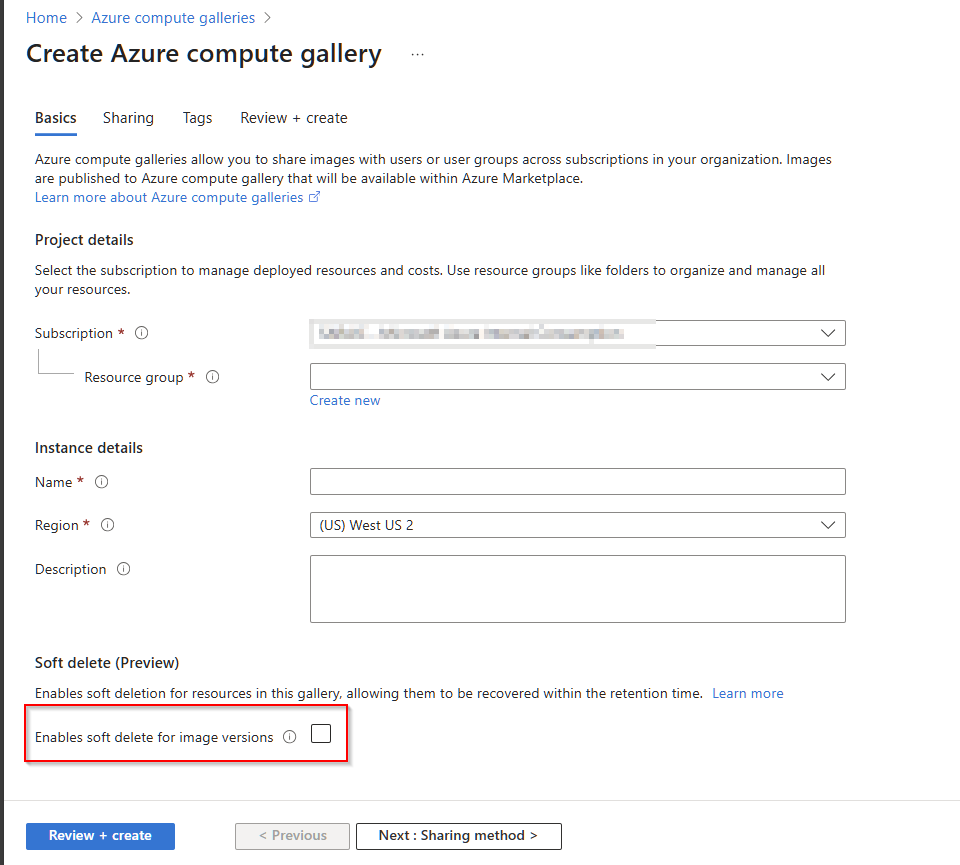 Home > Azure compute galleries >
Create Azure compute gallery ...
Basics Sharing Tags Review + create
Azure compute galleries allow you to share images with users or user groups across subscriptions in your organization. Images
are published to Azure compute gallery that will be available within Azure Marketplace.
Learn more about Azure compute galleries
Project details
Select the subscription to manage deployed resources and costs. Use resource groups like folders to organize and manage all
your resources.
Subscription *
Resource group *
Create new
Instance details
Name *
Region * (US) West US 2
Description
Soft delete (Preview)
Enables soft deletion for resources in this gallery, allowing them to be recovered within the retention time. Learn more
Enables soft delete for image versions
Review + create < Previous Next : Sharing method >